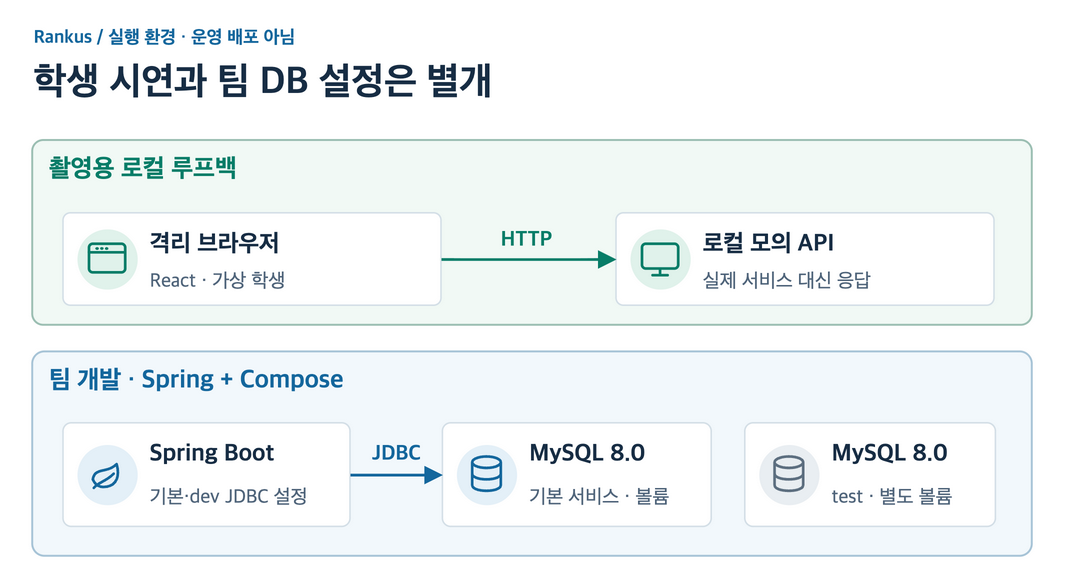 Rankus / 실행 환경 · 운영 배포 아님
학생 시연과 팀 DB 설정은 별개
촬영용 로컬 루프백
격리 브라우저
React · 가상 학생
HTTP
로컬 모의 API
실제 서비스 대신 응답
팀 개발 · Spring + Compose
Spring Boot
기본·dev JDBC 설정
JDBC
MySQL 8.0
기본 서비스 · 볼륨
MySQL 8.0
test · 별도 볼륨